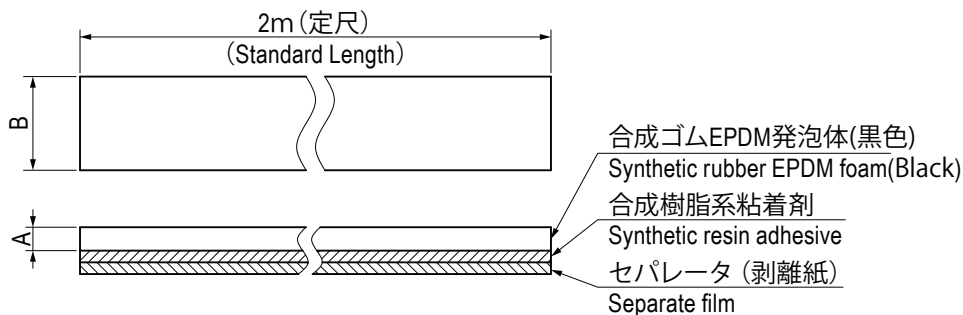 2m（定尺）
(Standard Length)
B
合成ゴムEPDM発泡体(黒色)
Synthetic rubber EPDM foam(Black)
合成樹脂系粘着剤
Synthetic resin adhesive
A
セパレータ（剥離紙）
Separate film